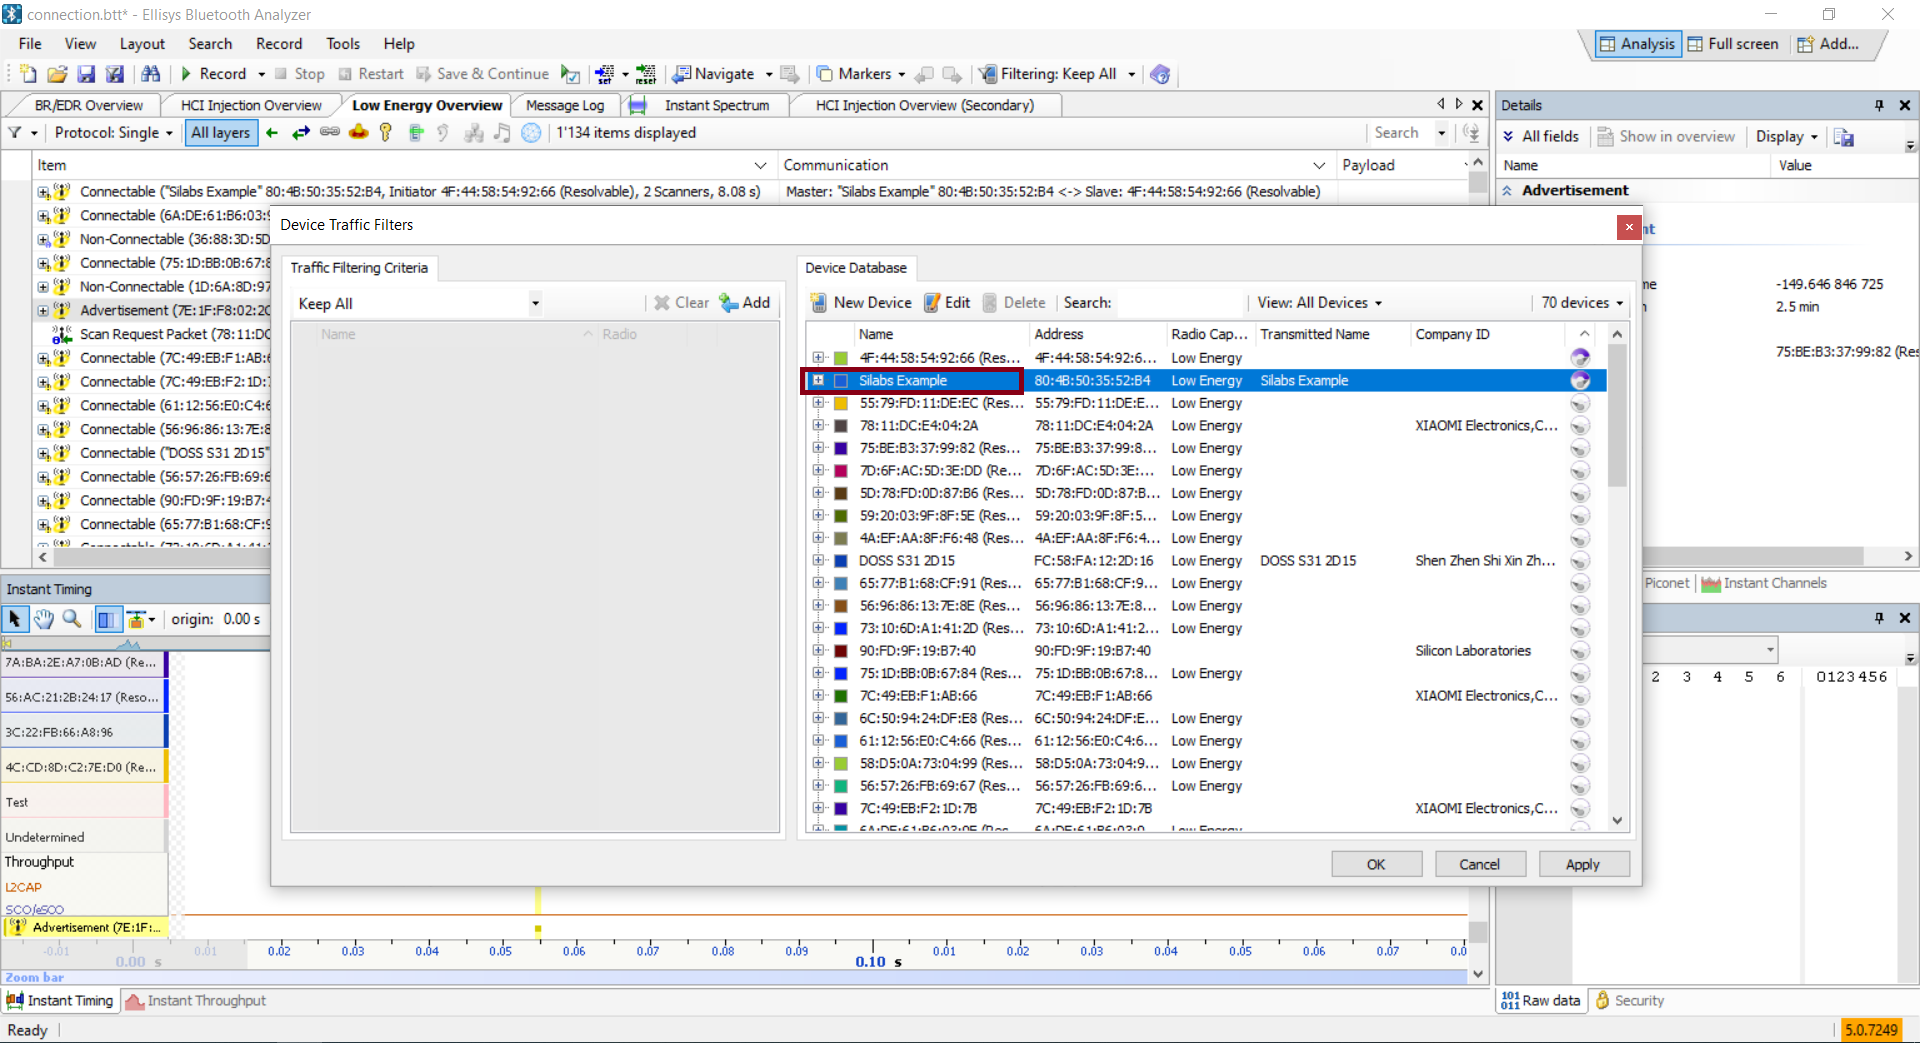 connection.btt* - Ellisys Bluetooth Analyzer
File View Layout Search Record Tools Help
Analysis Full screen Add...
Record Stop Restart Save & Continue set reset Navigate Markers Filtering: Keep All
BR/EDR Overview HCI Injection Overview Low Energy Overview Message Log Instant Spectrum HCI Injection Overview (Secondary)
Details
Protocol: Single All layers 1'134 items displayed Search
All fields Show in overview Display
Item Communication Payload
Name Value
Connectable ("Silabs Example" 80:4B:50:35:52:B4, Initiator 4F:44:58:54:92:66 (Resolvable), 2 Scanners, 8.08 s) Master: "Silabs Example" 80:4B:50:35:52:B4 <-> Slave: 4F:44:58:54:92:66 (Resolvable)
Advertisement
Connectable (6A:DE:61:B6:03:9
Non-Connectable (36:88:3D:5D
Connectable (75:1D:BB:0B:67:8
Non-Connectable (1D:6A:8D:97
Advertisement (7E:1F:F8:02:2C
Scan Request Packet (78:11:DC
Connectable (7C:49:EB:F1:AB:6
Connectable (7C:49:EB:F2:1D:7
Connectable (61:12:56:E0:C4:6
Connectable (56:96:86:13:7E:8
Connectable ("DOSS S31 2D15"
Connectable (56:57:26:FB:69:6
Connectable (90:FD:9F:19:B7:4
Connectable (65:77:B1:68:CF:9
Connectable (73:10:6D:A1:41:
nt
me -149.646 846 725
n 2.5 min
75:BE:B3:37:99:82 (Res
Device Traffic Filters
Traffic Filtering Criteria
Keep All Clear Add
Name Radio
Device Database
New Device Edit Delete Search: View: All Devices 70 devices
Name Address Radio Cap... Transmitted Name Company ID
4F:44:58:54:92:66 (Res... 4F:44:58:54:92:6... Low Energy
Silabs Example 80:4B:50:35:52:B4 Low Energy Silabs Example
55:79:FD:11:DE:EC (Res... 55:79:FD:11:DE:E... Low Energy
78:11:DC:E4:04:2A 78:11:DC:E4:04:2A Low Energy XIAOMI Electronics,C...
75:BE:B3:37:99:82 (Res... 75:BE:B3:37:99:8... Low Energy
7D:6F:AC:5D:3E:DD (Re... 7D:6F:AC:5D:3E:... Low Energy
5D:78:FD:0D:87:B6 (Res... 5D:78:FD:0D:87:B... Low Energy
59:20:03:9F:8F:5E (Res... 59:20:03:9F:8F:5... Low Energy
4A:EF:AA:8F:F6:48 (Res... 4A:EF:AA:8F:F6:4... Low Energy
DOSS S31 2D15 FC:58:FA:12:2D:16 Low Energy DOSS S31 2D15 Shen Zhen Shi Xin Zh...
65:77:B1:68:CF:91 (Res... 65:77:B1:68:CF:9... Low Energy
56:96:86:13:7E:8E (Res... 56:96:86:13:7E:8... Low Energy
73:10:6D:A1:41:2D (Res... 73:10:6D:A1:41:2... Low Energy
90:FD:9F:19:B7:40 90:FD:9F:19:B7:40 Silicon Laboratories
75:1D:BB:0B:67:84 (Res... 75:1D:BB:0B:67:8... Low Energy
7C:49:EB:F1:AB:66 7C:49:EB:F1:AB:66 XIAOMI Electronics,C...
6C:50:94:24:DF:E8 (Res... 6C:50:94:24:DF:E... Low Energy
61:12:56:E0:C4:66 (Res... 61:12:56:E0:C4:6... Low Energy
58:D5:0A:73:04:99 (Res... 58:D5:0A:73:04:9... Low Energy
56:57:26:FB:69:67 (Res... 56:57:26:FB:69:6... Low Energy
7C:49:EB:F2:1D:7B 7C:49:EB:F2:1D:7B XIAOMI Electronics,C...
OK Cancel Apply
Piconet Instant Channels
2 3 4 5 6 0123456
Instant Timing
origin: 0.00 s
7A:BA:2E:A7:0B:AD (Re...
56:AC:21:2B:24:17 (Reso...
3C:22:FB:66:A8:96
4C:CD:8D:C2:7E:D0 (Re...
Test
Undetermined
Throughput
L2CAP
SCO/eSCO
Advertisement (7E:1F:...
-0.01 0.01 0.02 0.03 0.04 0.05 0.06 0.07 0.08 0.09 0.01 0.02 0.03 0.04 0.05 0.06 0.07 0.0
0.00 s 0.10 s
Zoom bar
Instant Timing Instant Throughput
101 011 Raw data Security
Ready 5.0.7249